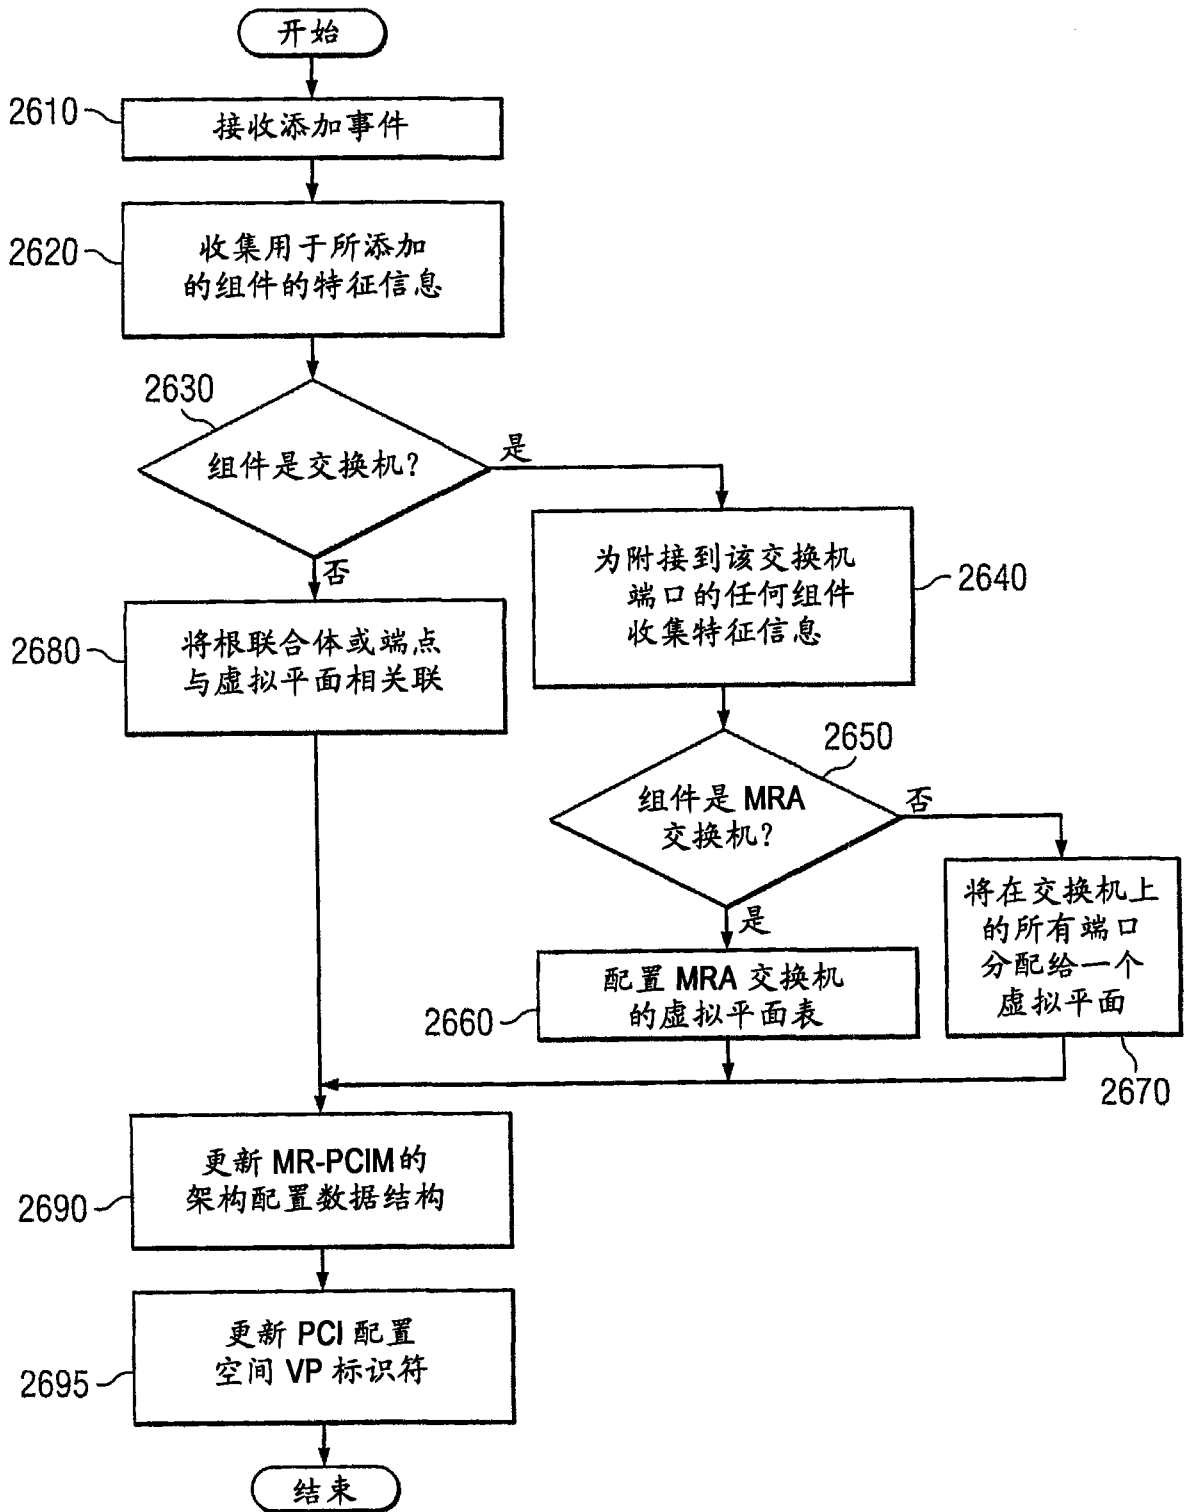 开始
2610
接收添加事件
2620
收集用于所添加
的组件的特征信息
2630
组件是交换机?
是
否
为附接到该交换机
端口的任何组件
收集特征信息
2640
2680
将根联合体或端点
与虚拟平面相关联
2650
组件是 MRA
交换机?
否
是
将在交换机上
的所有端口
分配给一个
虚拟平面
2660
配置 MRA 交换机
的虚拟平面表
2670
2690
更新 MR-PCIM 的
架构配置数据结构
2695
更新 PCI 配置
空间 VP 标识符
结束